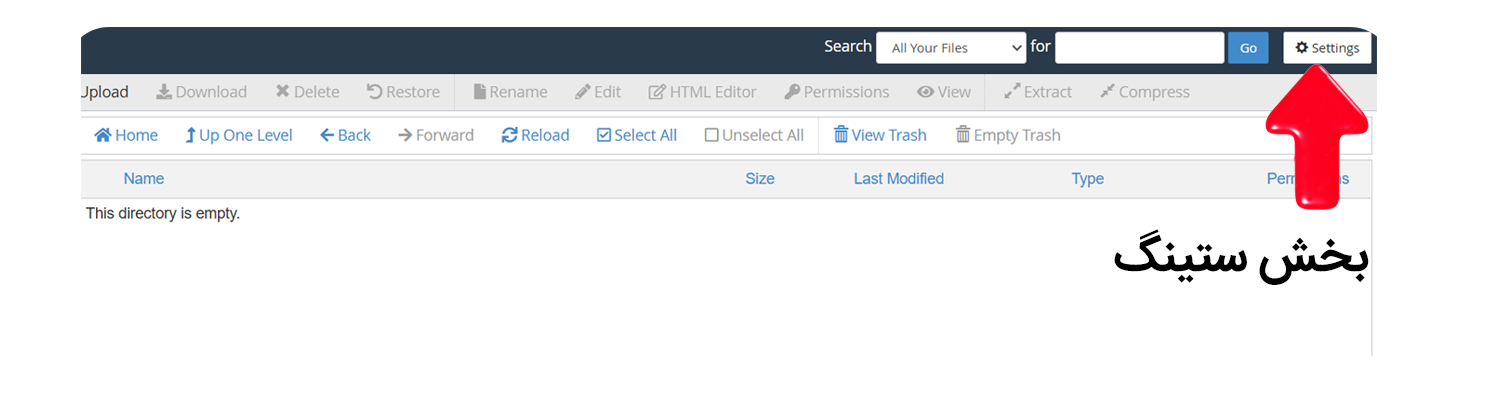 Search All Your Files for Go Settings
Upload Download Delete Restore Rename Edit HTML Editor Permissions View Extract Compress
Home Up One Level Back Forward Reload Select All Unselect All View Trash Empty Trash
Name Size Last Modified Type
This directory is empty.
بخش ستینگ